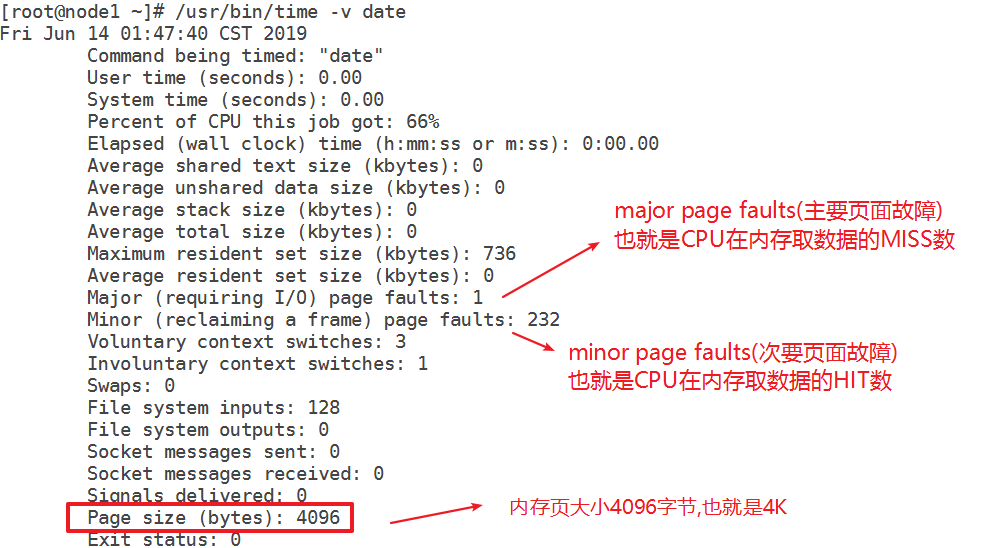 [root@node1 ~]# /usr/bin/time -v date
Fri Jun 14 01:47:40 CST 2019
Command being timed: "date"
User time (seconds): 0.00
System time (seconds): 0.00
Percent of CPU this job got: 66%
Elapsed (wall clock) time (h:mm:ss or m:ss): 0:00.00
Average shared text size (kbytes): 0
Average unshared data size (kbytes): 0
Average stack size (kbytes): 0
Average total size (kbytes): 0
Maximum resident set size (kbytes): 736
Average resident set size (kbytes): 0
Major (requiring I/O) page faults: 1
Minor (reclaiming a frame) page faults: 232
Voluntary context switches: 3
Involuntary context switches: 1
Swaps: 0
File system inputs: 128
File system outputs: 0
Socket messages sent: 0
Socket messages received: 0
Signals delivered: 0
Page size (bytes): 4096
Exit status: 0
major page faults(主要页面故障)
也就是CPU在内存取数据的MISS数
minor page faults(次要页面故障)
也就是CPU在内存取数据的HIT数
内存页大小4096字节,也就是4K